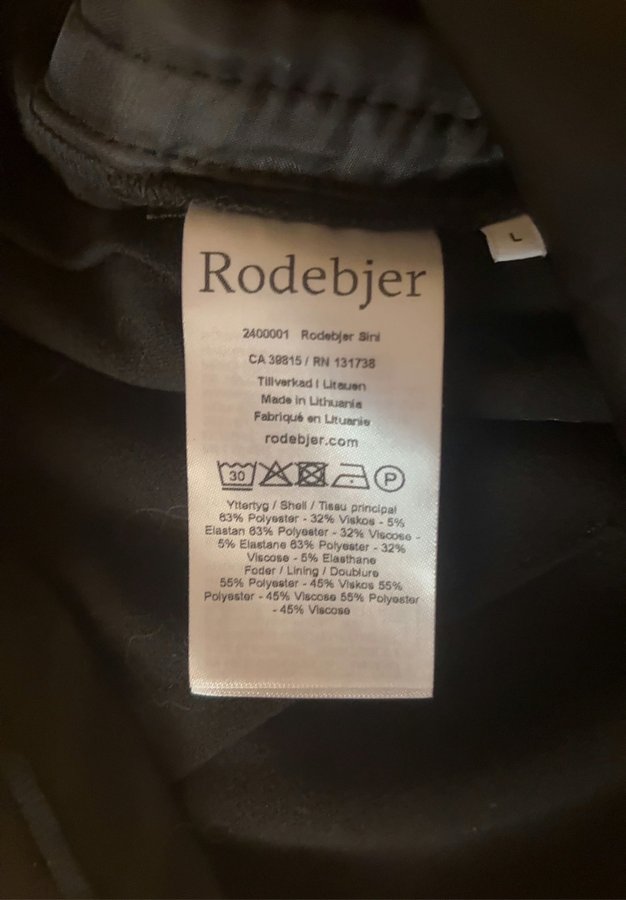 Rodebjer
L
2400001 Rodebjer Sini
CA 39815 / RN 131738
Tillverkad i Litauen
Made in Lithuania
Fabriqué en Lituanie
rodebjer.com
30
P
Yttertyg / Shell / Tissu principal
63% Polyester - 32% Viskos - 5%
Elastan 63% Polyester - 32% Viscose -
5% Elastane 63% Polyester - 32%
Viscose - 5% Elasthane
Foder / Lining / Doublure
55% Polyester - 45% Viskos 55%
Polyester - 45% Viscose 55% Polyester
- 45% Viscose